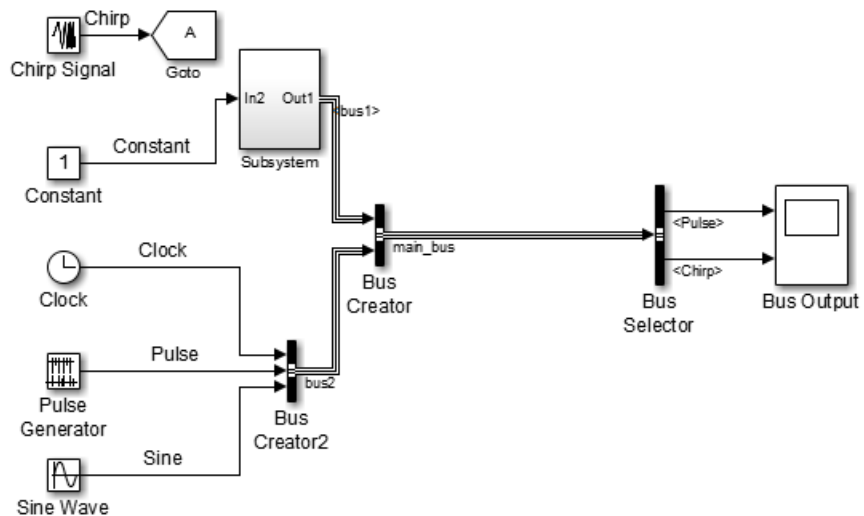 Chirp
A
Chirp Signal
Goto
In2
Out1
<bus1>
Subsystem
Constant
1
Constant
Clock
Clock
Pulse
Pulse
Generator
Sine
Sine Wave
bus2
Bus
Creator2
main_bus
Bus
Creator
<Pulse>
<Chirp>
Bus
Selector
Bus Output